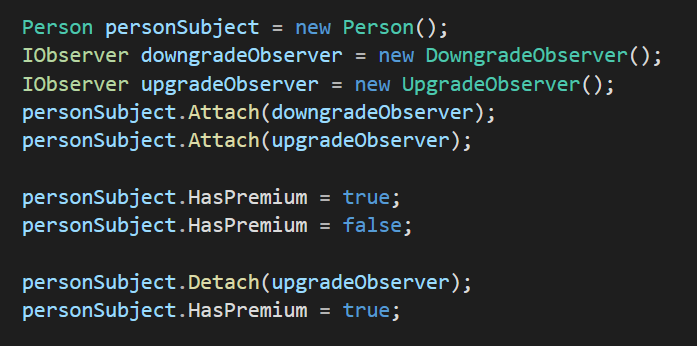 Person personSubject = new Person();
IObserver downgradeObserver = new DowngradeObserver();
IObserver upgradeObserver = new UpgradeObserver();
personSubject.Attach(downgradeObserver);
personSubject.Attach(upgradeObserver);
personSubject.HasPremium = true;
personSubject.HasPremium = false;
personSubject.Detach(upgradeObserver);
personSubject.HasPremium = true;